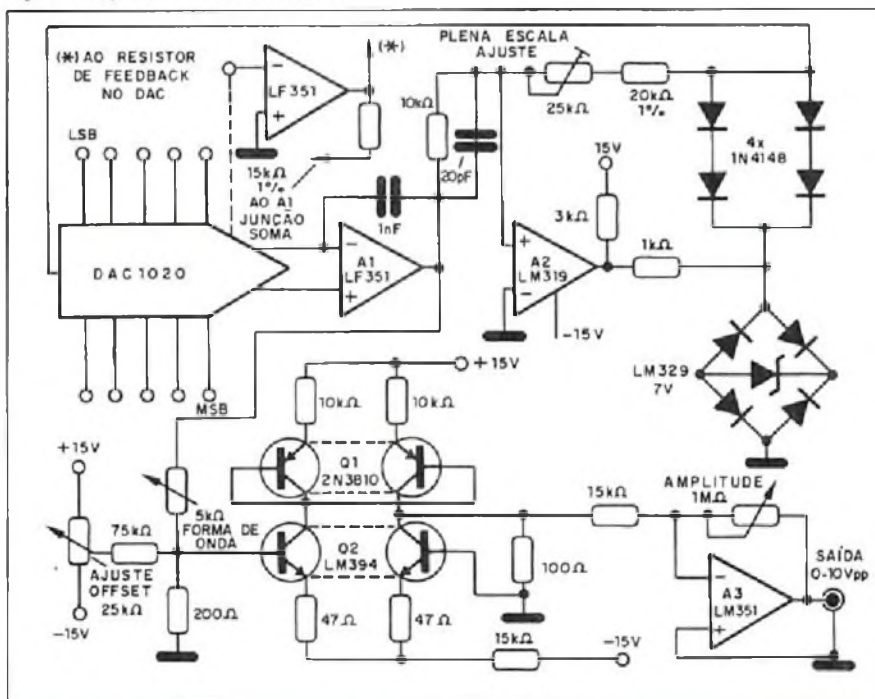 (*) AO RESISTOR
DE FEEDBACK
NO DAC
LSB
(*)
LF351
15kΩ
1%
AO A1
JUNÇÃO
SOMA
DAC1020
MSB
1nF
A1
LF351
10kΩ
20pF
PLENA ESCALA
AJUSTE
25kΩ
20kΩ
1%
4x
1N4148
15V
3kΩ
A2
LM319
1kΩ
-15V
LM329
7V
+15V
10kΩ
10kΩ
Q1
2N3810
Q2
LM394
+15V
75kΩ
AJUSTE
OFFSET
25kΩ
-15V
5kΩ
FORMA DE
ONDA
200Ω
47Ω
47Ω
100Ω
15kΩ
-15V
15kΩ
AMPLITUDE
1MΩ
A3
LM351
SAÍDA
0-10Vpp